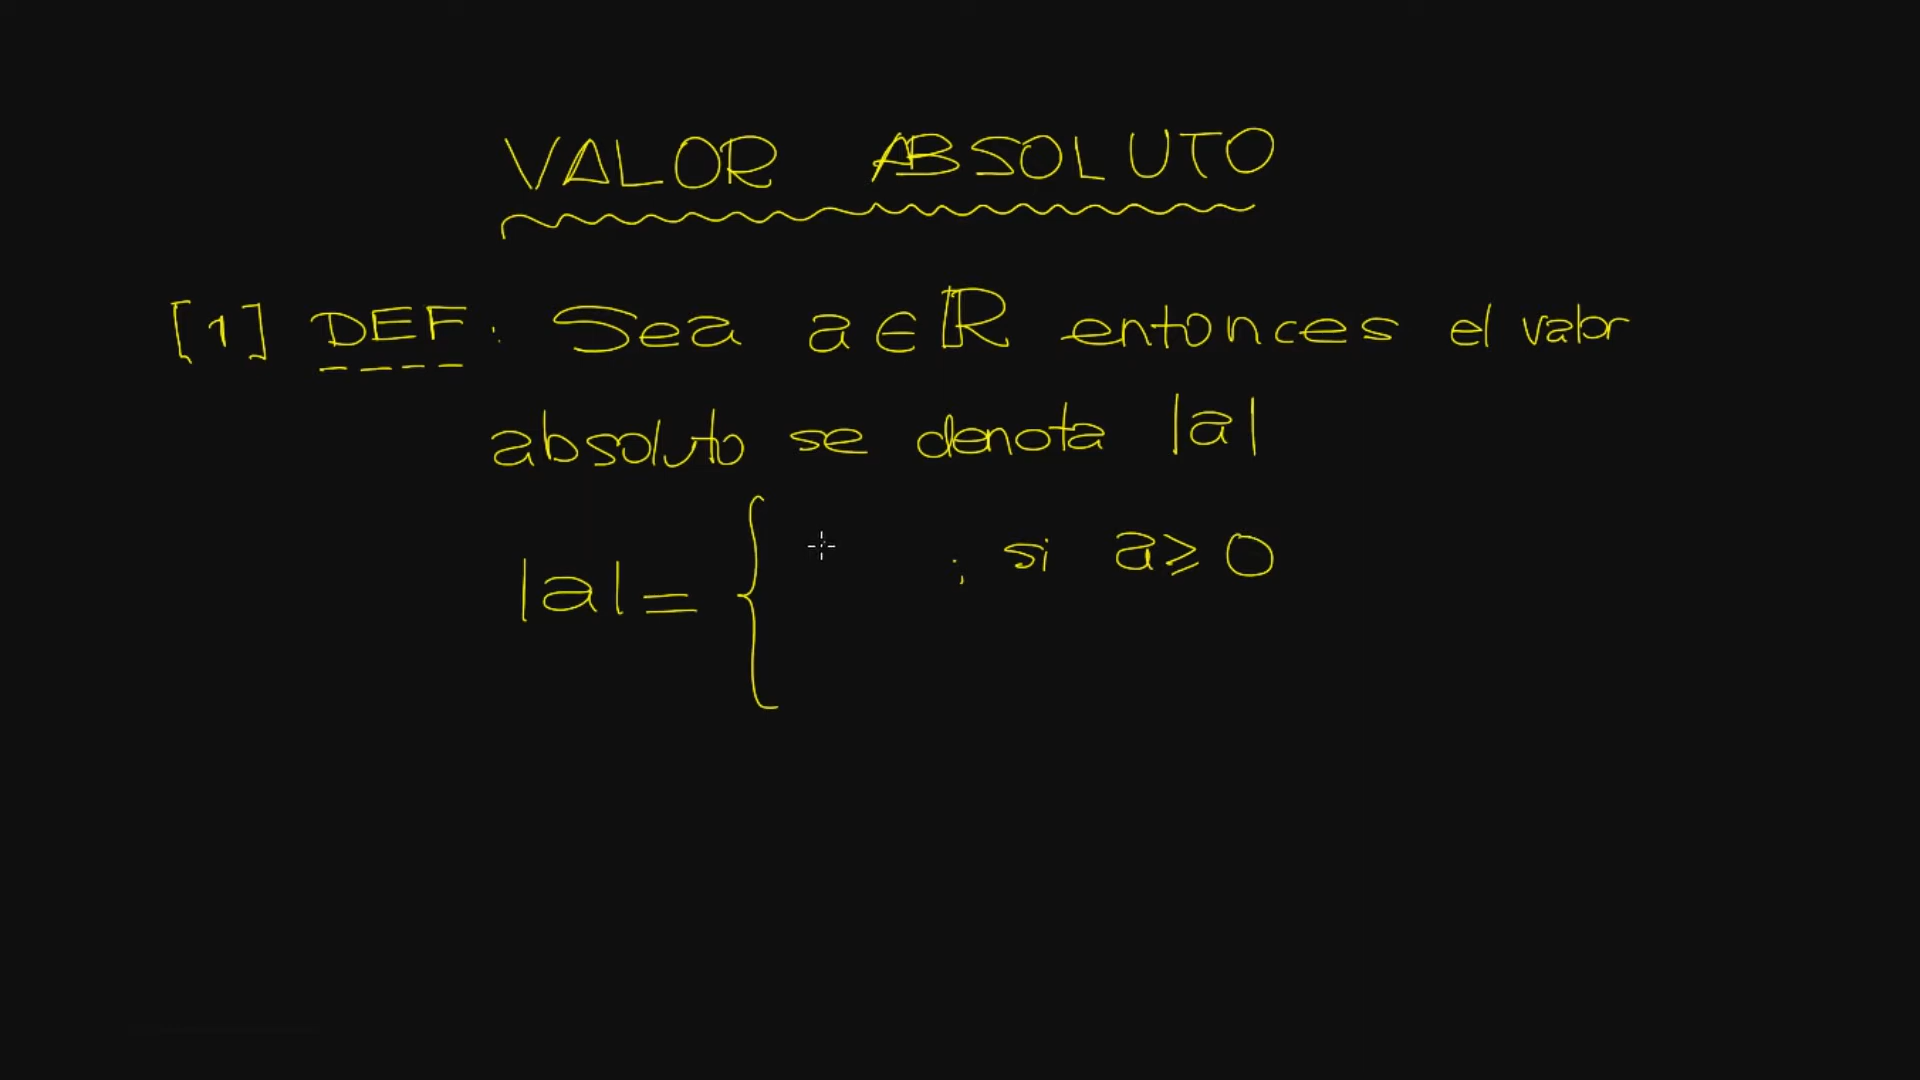 VALOR ABSOLUTO
[1] DEF: Sea a∈ℝ entonces el valor
absoluto se denota |a|
|a| = { ; si a ≥ 0